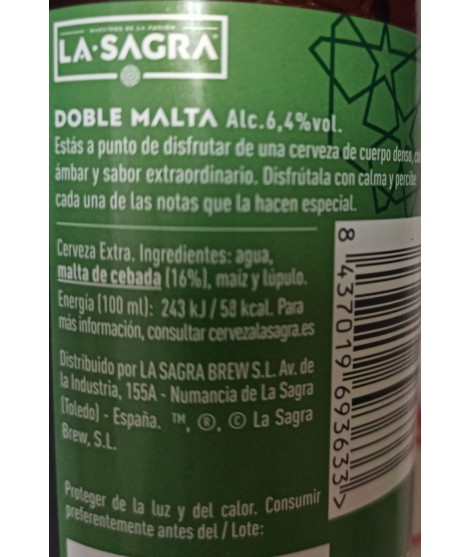 MAESTROS DE LA PASIÓN
LA·SAGRA
DOBLE MALTA Alc.6,4%vol.
Estás a punto de disfrutar de una cerveza de cuerpo denso,
ámbar y sabor extraordinario. Disfrútala con calma y percibe
cada una de las notas que la hacen especial.
Cerveza Extra. Ingredientes: agua,
malta de cebada (16%), maíz y lúpulo.
Energía (100 ml): 243 kJ/58 kcal. Para
más información, consultar cervezalasagra.es
Distribuido por LA SAGRA BREW S.L. Av. de
la Industria, 155A - Numancia de La Sagra
(Toledo) - España. ™, ®, © La Sagra
Brew, S.L.
Proteger de la luz y del calor. Consumir
preferentemente antes del / Lote:
8 437019 693633 >